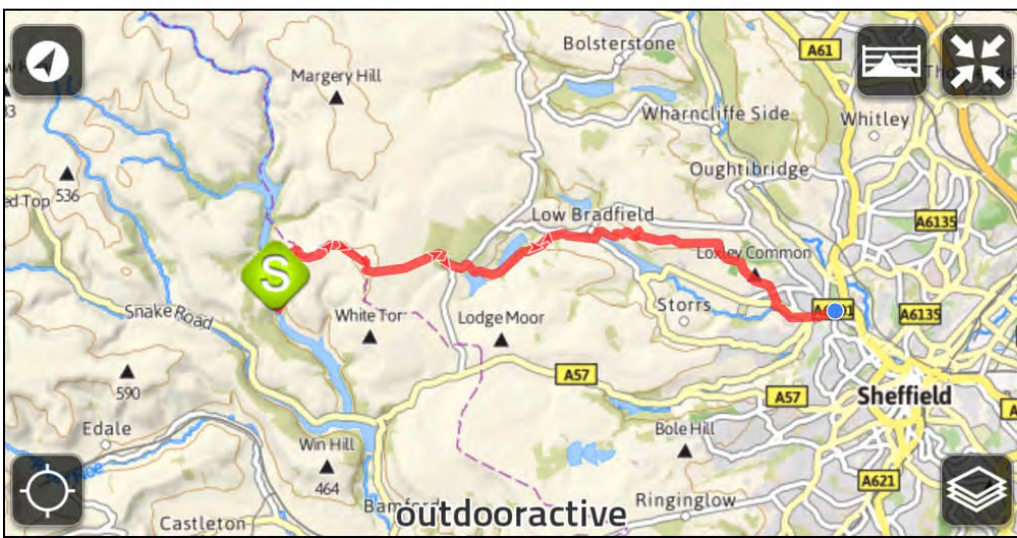 Bolsterstone
A61
Margery Hill
Wharncliffe Side
Whitley
Oughtibridge
536
Low Bradfield
A6135
Loxley Common
S
Snake Road
White Tor
Lodge Moor
Storrs
A6135
A57
A57
Sheffield
590
Edale
Win Hill
Bole Hill
464
A621
Ringinglow
outdooractive
Castleton